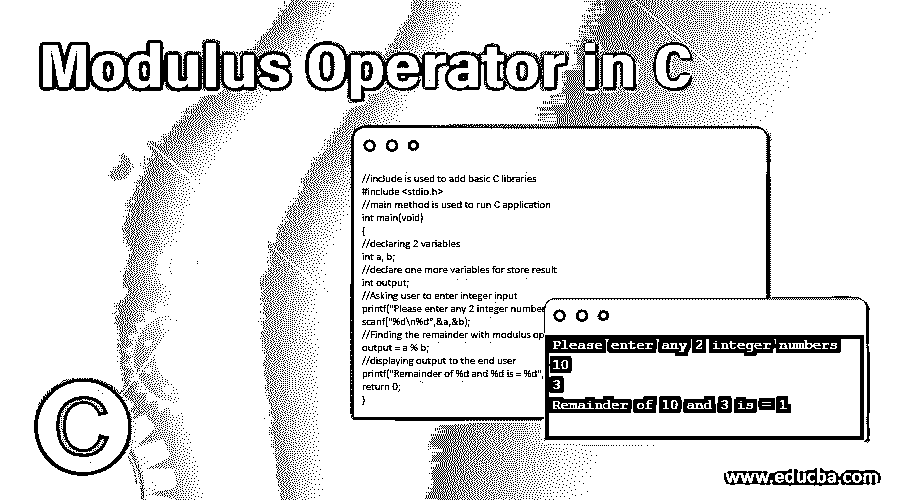 Modulus Operator in C
//include is used to add basic C libraries
#include <stdio.h>
//main method is used to run C application
int main(void)
{
//declaring 2 variables
int a, b;
//declare one more variables for store result
int output;
//Asking user to enter integer input
printf("Please enter any 2 integer number
scanf("%d\n%d",&a,&b);
//Finding the remainder with modulus op
output = a % b;
//displaying output to the end user
printf("Remainder of %d and %d is = %d",
return 0;
}
Please enter any 2 integer numbers
10
3
Remainder of 10 and 3 is = 1
C
www.educba.com